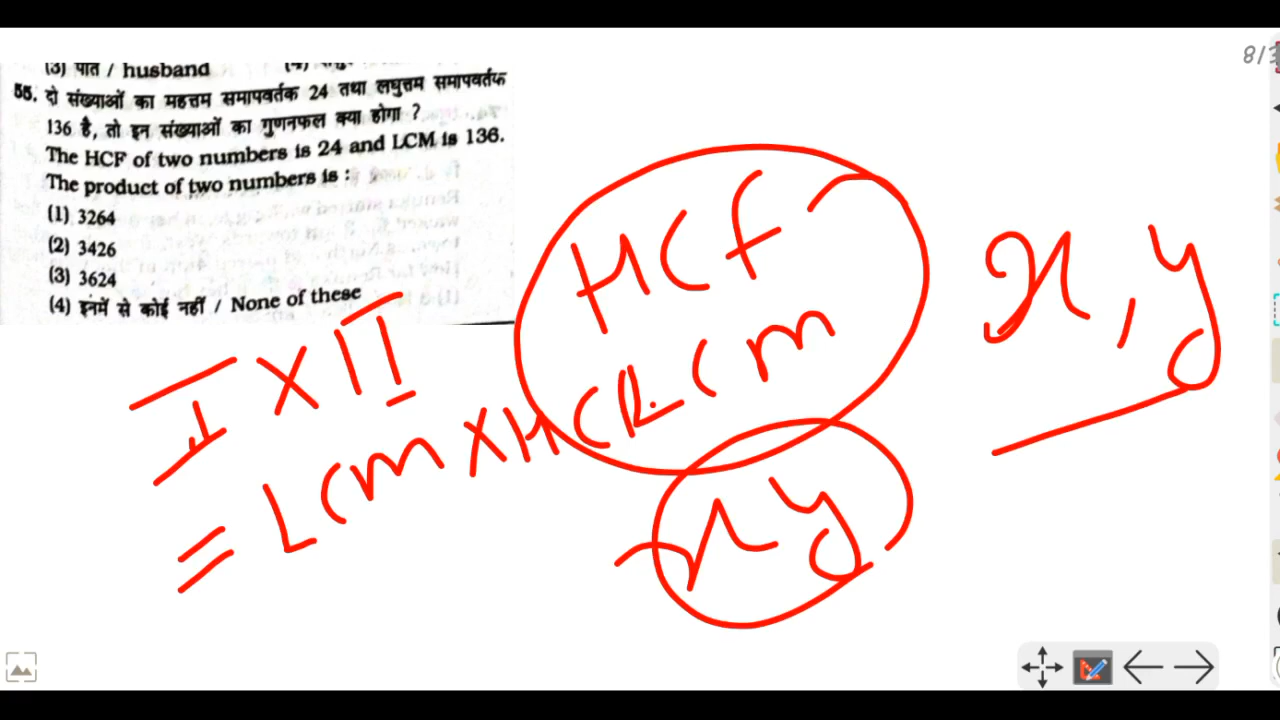 8/3
(3) पति / husband
55. दो संख्याओं का महत्तम समापवर्तक 24 तथा लघुत्तम समापवर्तक
136 है, तो इन संख्याओं का गुणनफल क्या होगा ?
The HCF of two numbers is 24 and LCM is 136.
The product of two numbers is :
(1) 3264
(2) 3426
(3) 3624
(4) इनमें से कोई नहीं / None of these
HCF
LCM
x, y
I X II
= LCM X HCF
xy